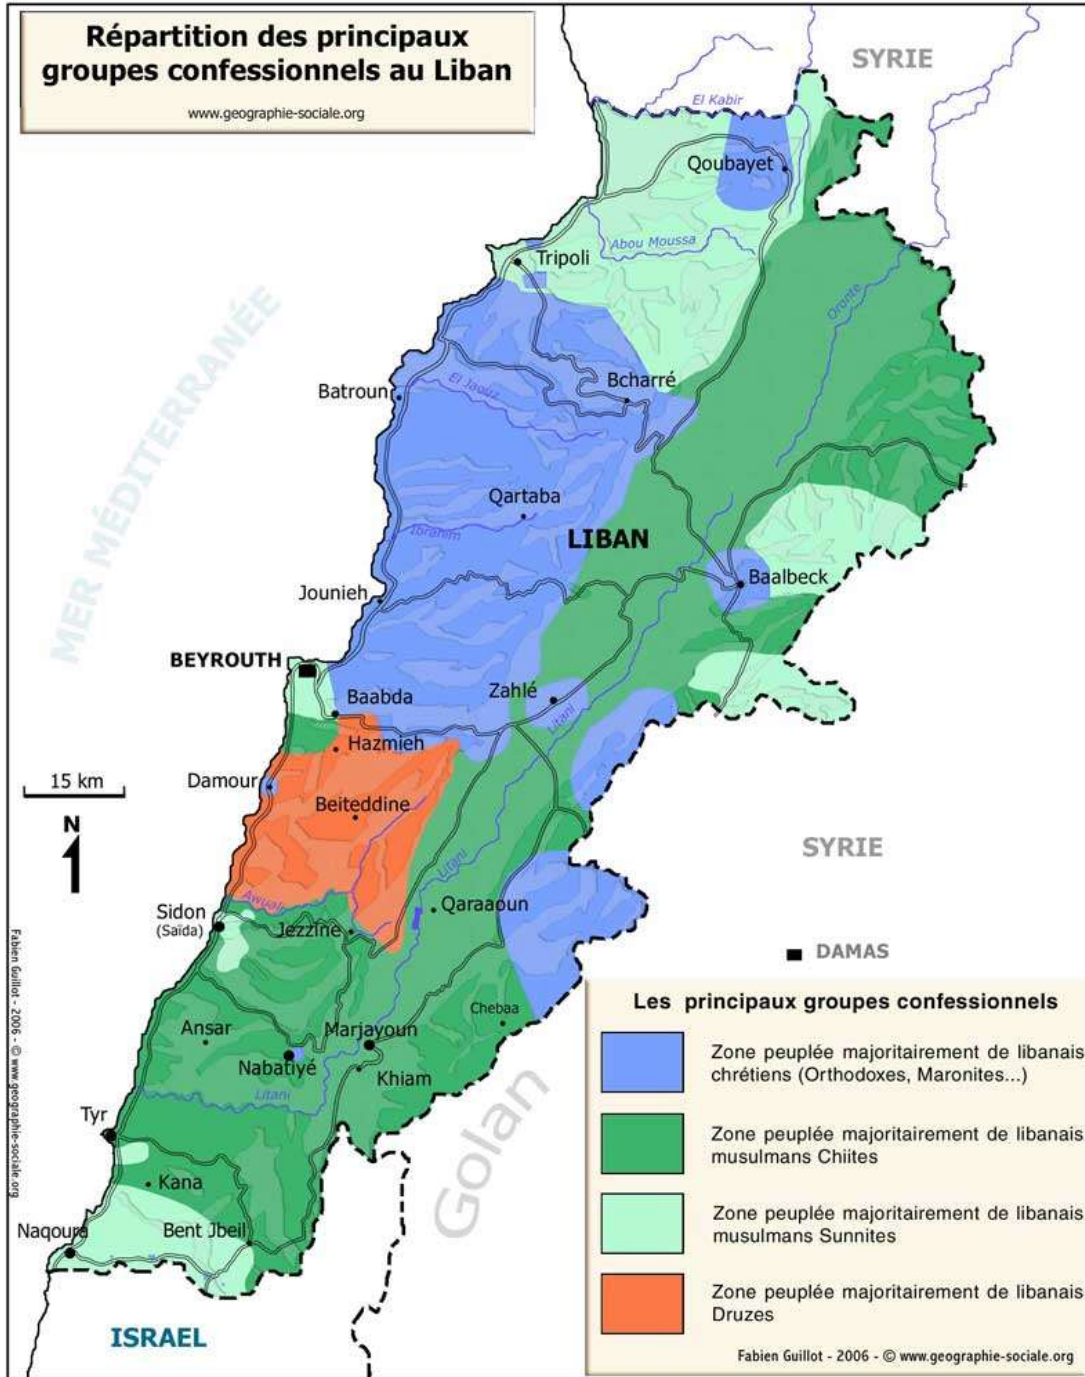 Répartition des principaux
groupes confessionnels au Liban
www.geographie-sociale.org
SYRIE
El Kabir
Qoubayet
Abou Moussa
Tripoli
Oronte
MER MÉDITERRANÉE
Bcharré
Batroun
El Jaouz
Qartaba
Ibrahim
LIBAN
Jounieh
Baalbeck
BEYROUTH
Baabda
Zahlé
Litani
Hazmieh
15 km
Damour
Beiteddine
N
SYRIE
Litani
Awuali
Qaraaoun
Sidon
(Saïda)
Jezzine
DAMAS
Chebaa
Ansar
Marjayoun
Nabatiyé
Khiam
Litani
Golan
Tyr
Kana
Naqoura
Bent Jbeil
ISRAEL
Fabien Guillot - 2006 - © www.geographie-sociale.org
Les principaux groupes confessionnels
Zone peuplée majoritairement de libanais
chrétiens (Orthodoxes, Maronites...)
Zone peuplée majoritairement de libanais
musulmans Chiites
Zone peuplée majoritairement de libanais
musulmans Sunnites
Zone peuplée majoritairement de libanais
Druzes
Fabien Guillot - 2006 - © www.geographie-sociale.org